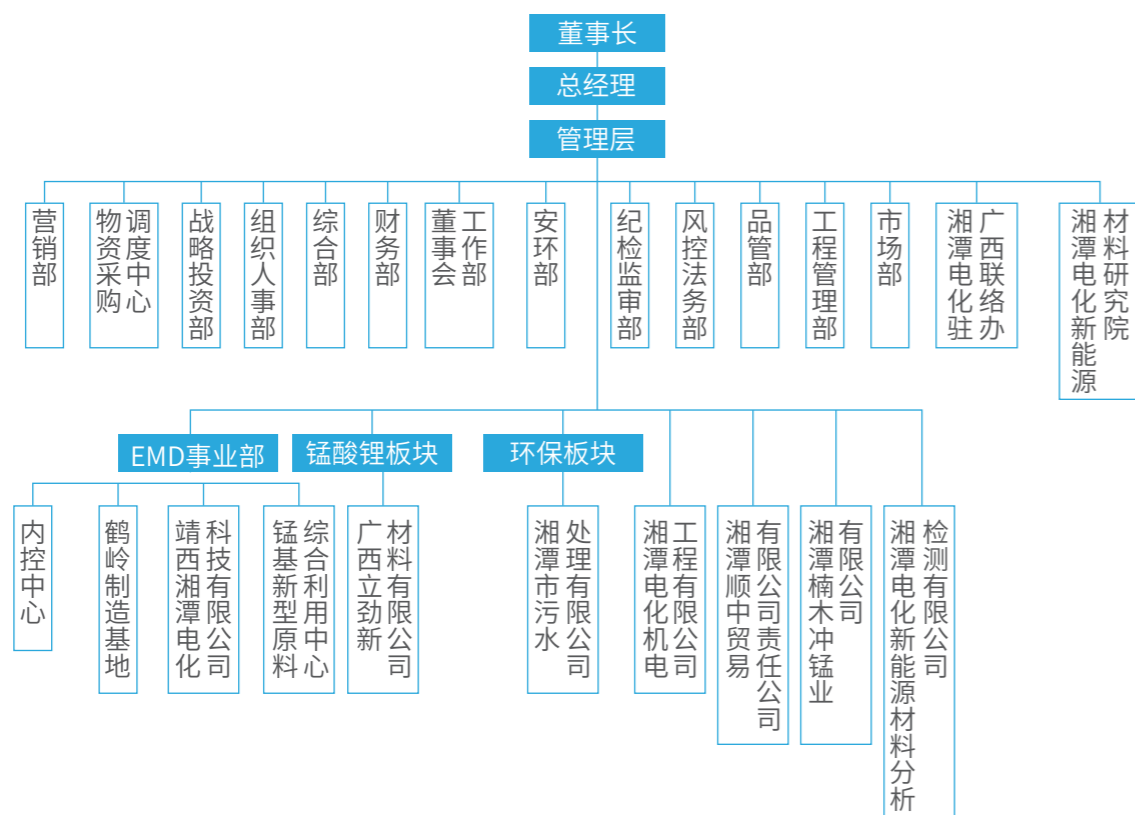 董事长
总经理
管理层
营销部
物资采购
调度中心
战略投资部
组织人事部
综合部
财务部
董事会
工作部
安环部
纪检监审部
风控法务部
品管部
工程管理部
市场部
湘潭电化驻
广西联络办
湘潭电化新能源
材料研究院
EMD事业部
锰酸锂板块
环保板块
内控中心
鹤岭制造基地
靖西湘潭电化
科技有限公司
锰基新型原料
综合利用中心
广西立劲新
材料有限公司
湘潭市污水
处理有限公司
湘潭电化机电
工程有限公司
湘潭顺中贸易
有限公司责任公司
湘潭楠木冲锰业
有限公司
湘潭电化新能源材料分析
检测有限公司